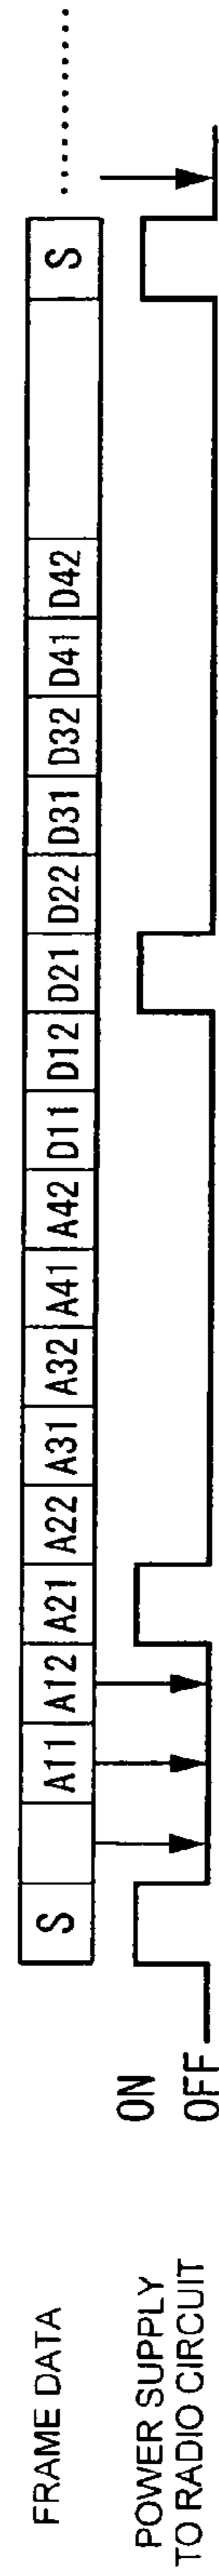 FRAME DATA
S A11 A12 A21 A22 A31 A32 A41 A42 D11 D12 D21 D22 D31 D32 D41 D42 S ..........
ON
OFF
POWER SUPPLY
TO RADIO CIRCUIT